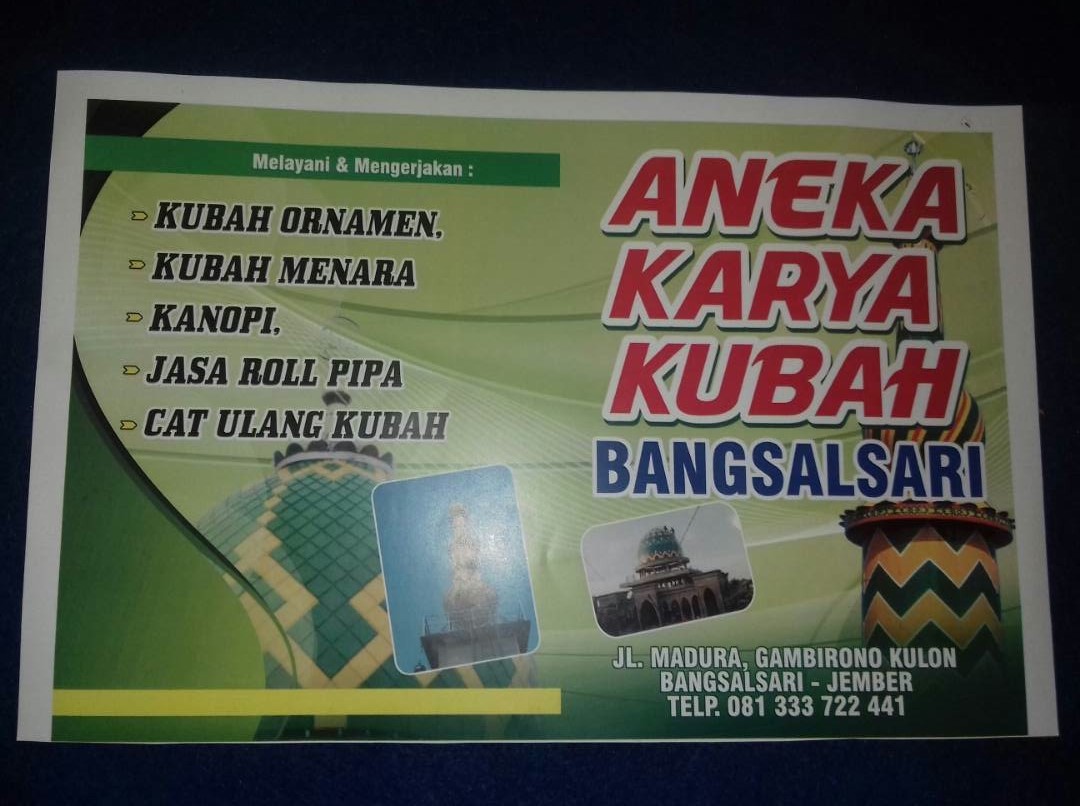 Melayani & Mengerjakan :
KUBAH ORNAMEN,
KUBAH MENARA
KANOPI,
JASA ROLL PIPA
CAT ULANG KUBAH
ANEKA
KARYA
KUBAH
BANGSALSARI
JL. MADURA, GAMBIRONO KULON
BANGSALSARI - JEMBER
TELP. 081 333 722 441